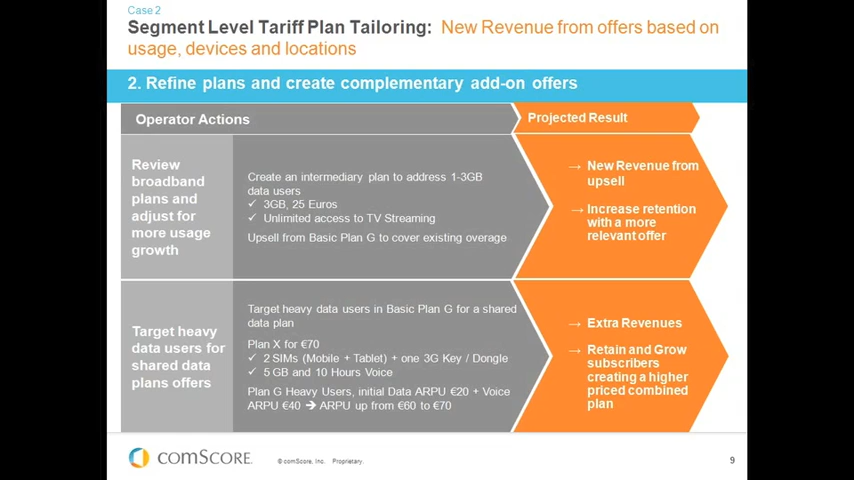 Case 2
Segment Level Tariff Plan Tailoring: New Revenue from offers based on
usage, devices and locations
2. Refine plans and create complementary add-on offers
Operator Actions
Projected Result
Review
broadband
plans and
adjust for
more usage
growth
Create an intermediary plan to address 1-3GB
data users
✓ 3GB, 25 Euros
✓ Unlimited access to TV Streaming
Upsell from Basic Plan G to cover existing overage
→ New Revenue from
upsell
→ Increase retention
with a more
relevant offer
Target heavy
data users for
shared data
plans offers
Target heavy data users in Basic Plan G for a shared
data plan
Plan X for €70
✓ 2 SIMs (Mobile + Tablet) + one 3G Key / Dongle
✓ 5 GB and 10 Hours Voice
Plan G Heavy Users, initial Data ARPU €20 + Voice
ARPU €40 ➔ ARPU up from €60 to €70
→ Extra Revenues
→ Retain and Grow
subscribers
creating a higher
priced combined
plan
comScore.
© comScore, Inc. Proprietary.
9